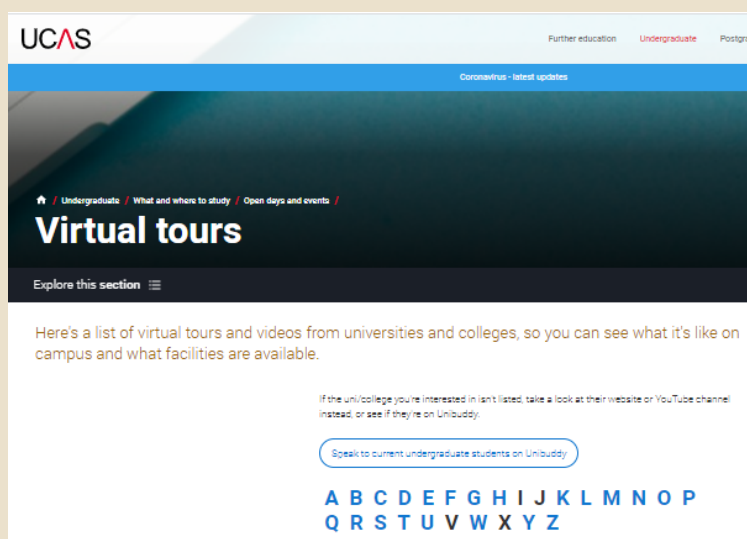 UCAS
Further education Undergraduate Postgr
Coronavirus - latest updates
/ Undergraduate / What and where to study / Open days and events /
Virtual tours
Explore this section
Here's a list of virtual tours and videos from universities and colleges, so you can see what it's like on
campus and what facilities are available.
If the uni/college you're interested in isn't listed, take a look at their website or YouTube channel
instead, or see if they're on Unibuddy.
Speak to current undergraduate students on Unibuddy
A B C D E F G H I J K L M N O P
Q R S T U V W X Y Z